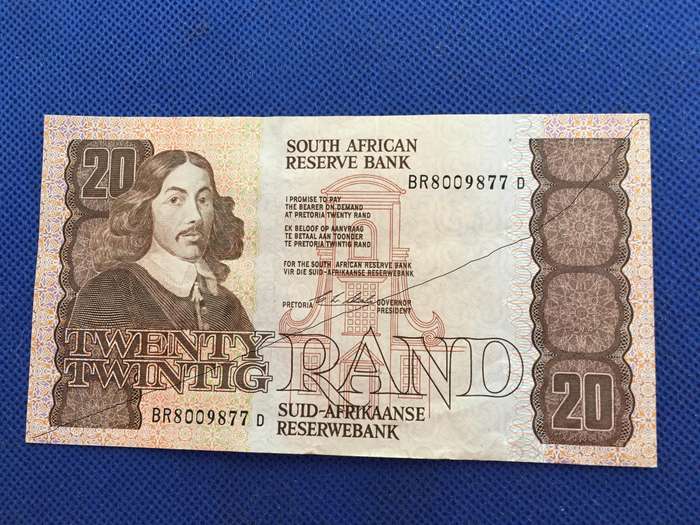 20
SOUTH AFRICAN
RESERVE BANK
BR8009877 D
I PROMISE TO PAY
THE BEARER ON DEMAND
AT PRETORIA TWENTY RAND
EK BELOOF OP AANVRAAG
TE BETAAL AAN TOONDER
TE PRETORIA TWINTIG RAND
FOR THE SOUTH AFRICAN RESERVE BANK
VIR DIE SUID-AFRIKAANSE RESERWEBANK
PRETORIA GOVERNOR
PRESIDENT
TWENTY
TWINTIG RAND
BR8009877 D
SUID-AFRIKAANSE
RESERWEBANK
20